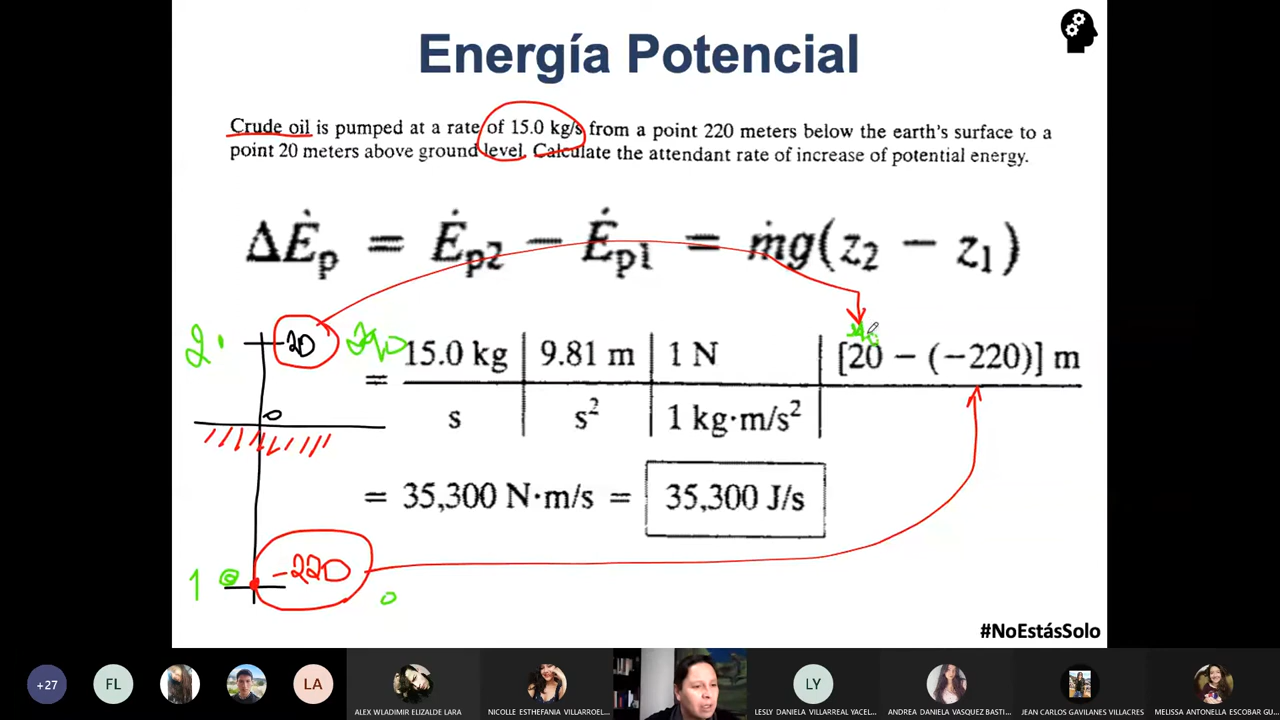 Energía Potencial
Crude oil is pumped at a rate of 15.0 kg/s from a point 220 meters below the earth's surface to a
point 20 meters above ground level. Calculate the attendant rate of increase of potential energy.
ΔĖp = Ėp2 − Ėp1 = ṁg(z2 − z1)
2
20
240
= 15.0 kg | 9.81 m | 1 N | [20 − (−220)] m
s | s² | 1 kg·m/s² |
0
= 35,300 N·m/s = 35,300 J/s
1
-220
0
#NoEstásSolo
+27
FL
LA
ALEX WLADIMIR ELIZALDE LARA
NICOLLE ESTHEFANIA VILLARROEL...
LY
LESLY DANIELA VILLARREAL YACEL...
ANDREA DANIELA VASQUEZ BASTI...
JEAN CARLOS GAVILANES VILLACRES
MELISSA ANTONELLA ESCOBAR GU...